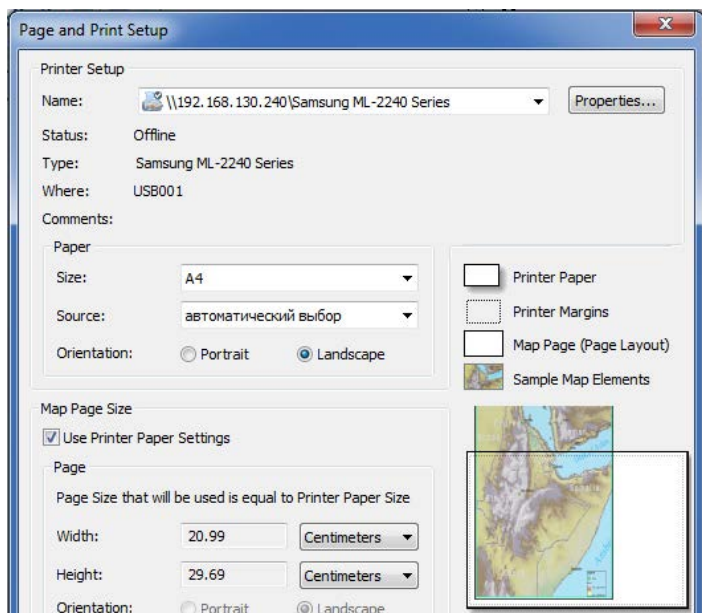 Page and Print Setup
Printer Setup
Name: \\192.168.130.240\Samsung ML-2240 Series Properties...
Status: Offline
Type: Samsung ML-2240 Series
Where: USB001
Comments:
Paper
Size: A4
Source: автоматический выбор
Orientation: Portrait Landscape
Printer Paper
Printer Margins
Map Page (Page Layout)
Sample Map Elements
Map Page Size
Use Printer Paper Settings
Page
Page Size that will be used is equal to Printer Paper Size
Width: 20.99 Centimeters
Height: 29.69 Centimeters
Orientation: Portrait Landscape